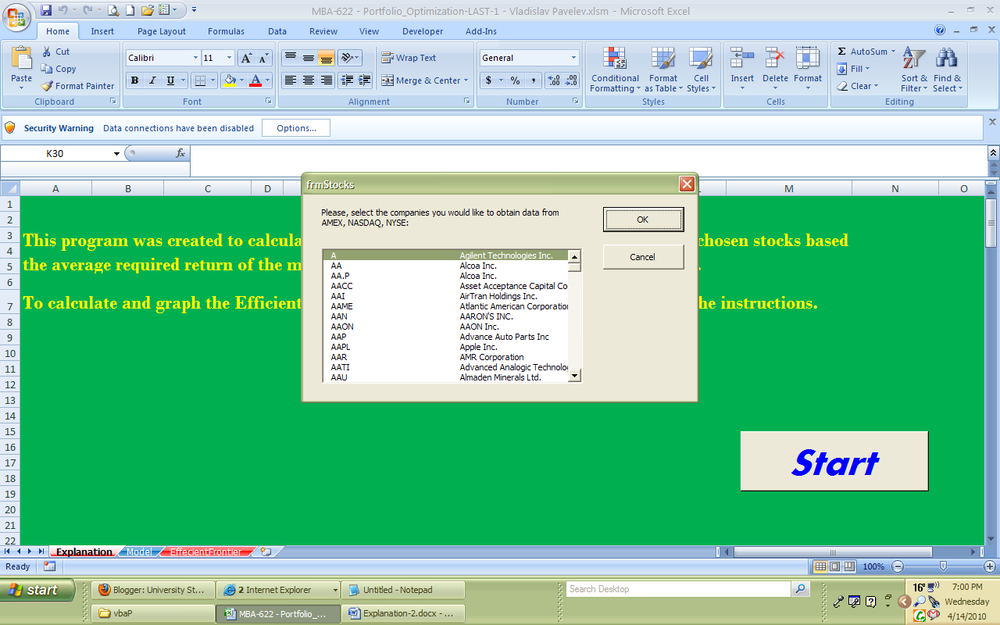 MBA-622 - Portfolio_Optimization-LAST-1 - Vladislav Pavelev.xlsm - Microsoft Excel
Home Insert Page Layout Formulas Data Review View Developer Add-Ins
Paste Cut Copy Format Painter
Calibri 11
B I U
Wrap Text
Merge & Center
General
$ % ,
Conditional Formatting Format as Table Cell Styles
Insert Delete Format
Σ AutoSum Fill Clear
Sort & Filter Find & Select
Clipboard Font Alignment Number Styles Cells Editing
Security Warning Data connections have been disabled Options...
K30 fx
A B C D M N O
frmStocks
Please, select the companies you would like to obtain data from
AMEX, NASDAQ, NYSE:
OK
Cancel
A Agilent Technologies Inc.
AA Alcoa Inc.
AA.P Alcoa Inc.
AACC Asset Acceptance Capital Co
AAI AirTran Holdings Inc.
AAME Atlantic American Corporation
AAN AARON'S INC.
AAON AAON Inc.
AAP Advance Auto Parts Inc
AAPL Apple Inc.
AAR AMR Corporation
AATI Advanced Analogic Technolog
AAU Almaden Minerals Ltd.
1
2
3
This program was created to calcula chosen stocks based
4
5
the average required return of the m .
6
7
To calculate and graph the Efficient he instructions.
8
9
10
11
12
13
14
15
16
17
18
19
20
21
22
Start
Explanation Model EffecientFrontier
Ready 100%
start
Blogger: University St... 2 Internet Explorer Untitled - Notepad
Search Desktop
16° 7:00 PM
vbaP MBA-622 - Portfolio_... Explanation-2.docx - ...
Wednesday
4/14/2010